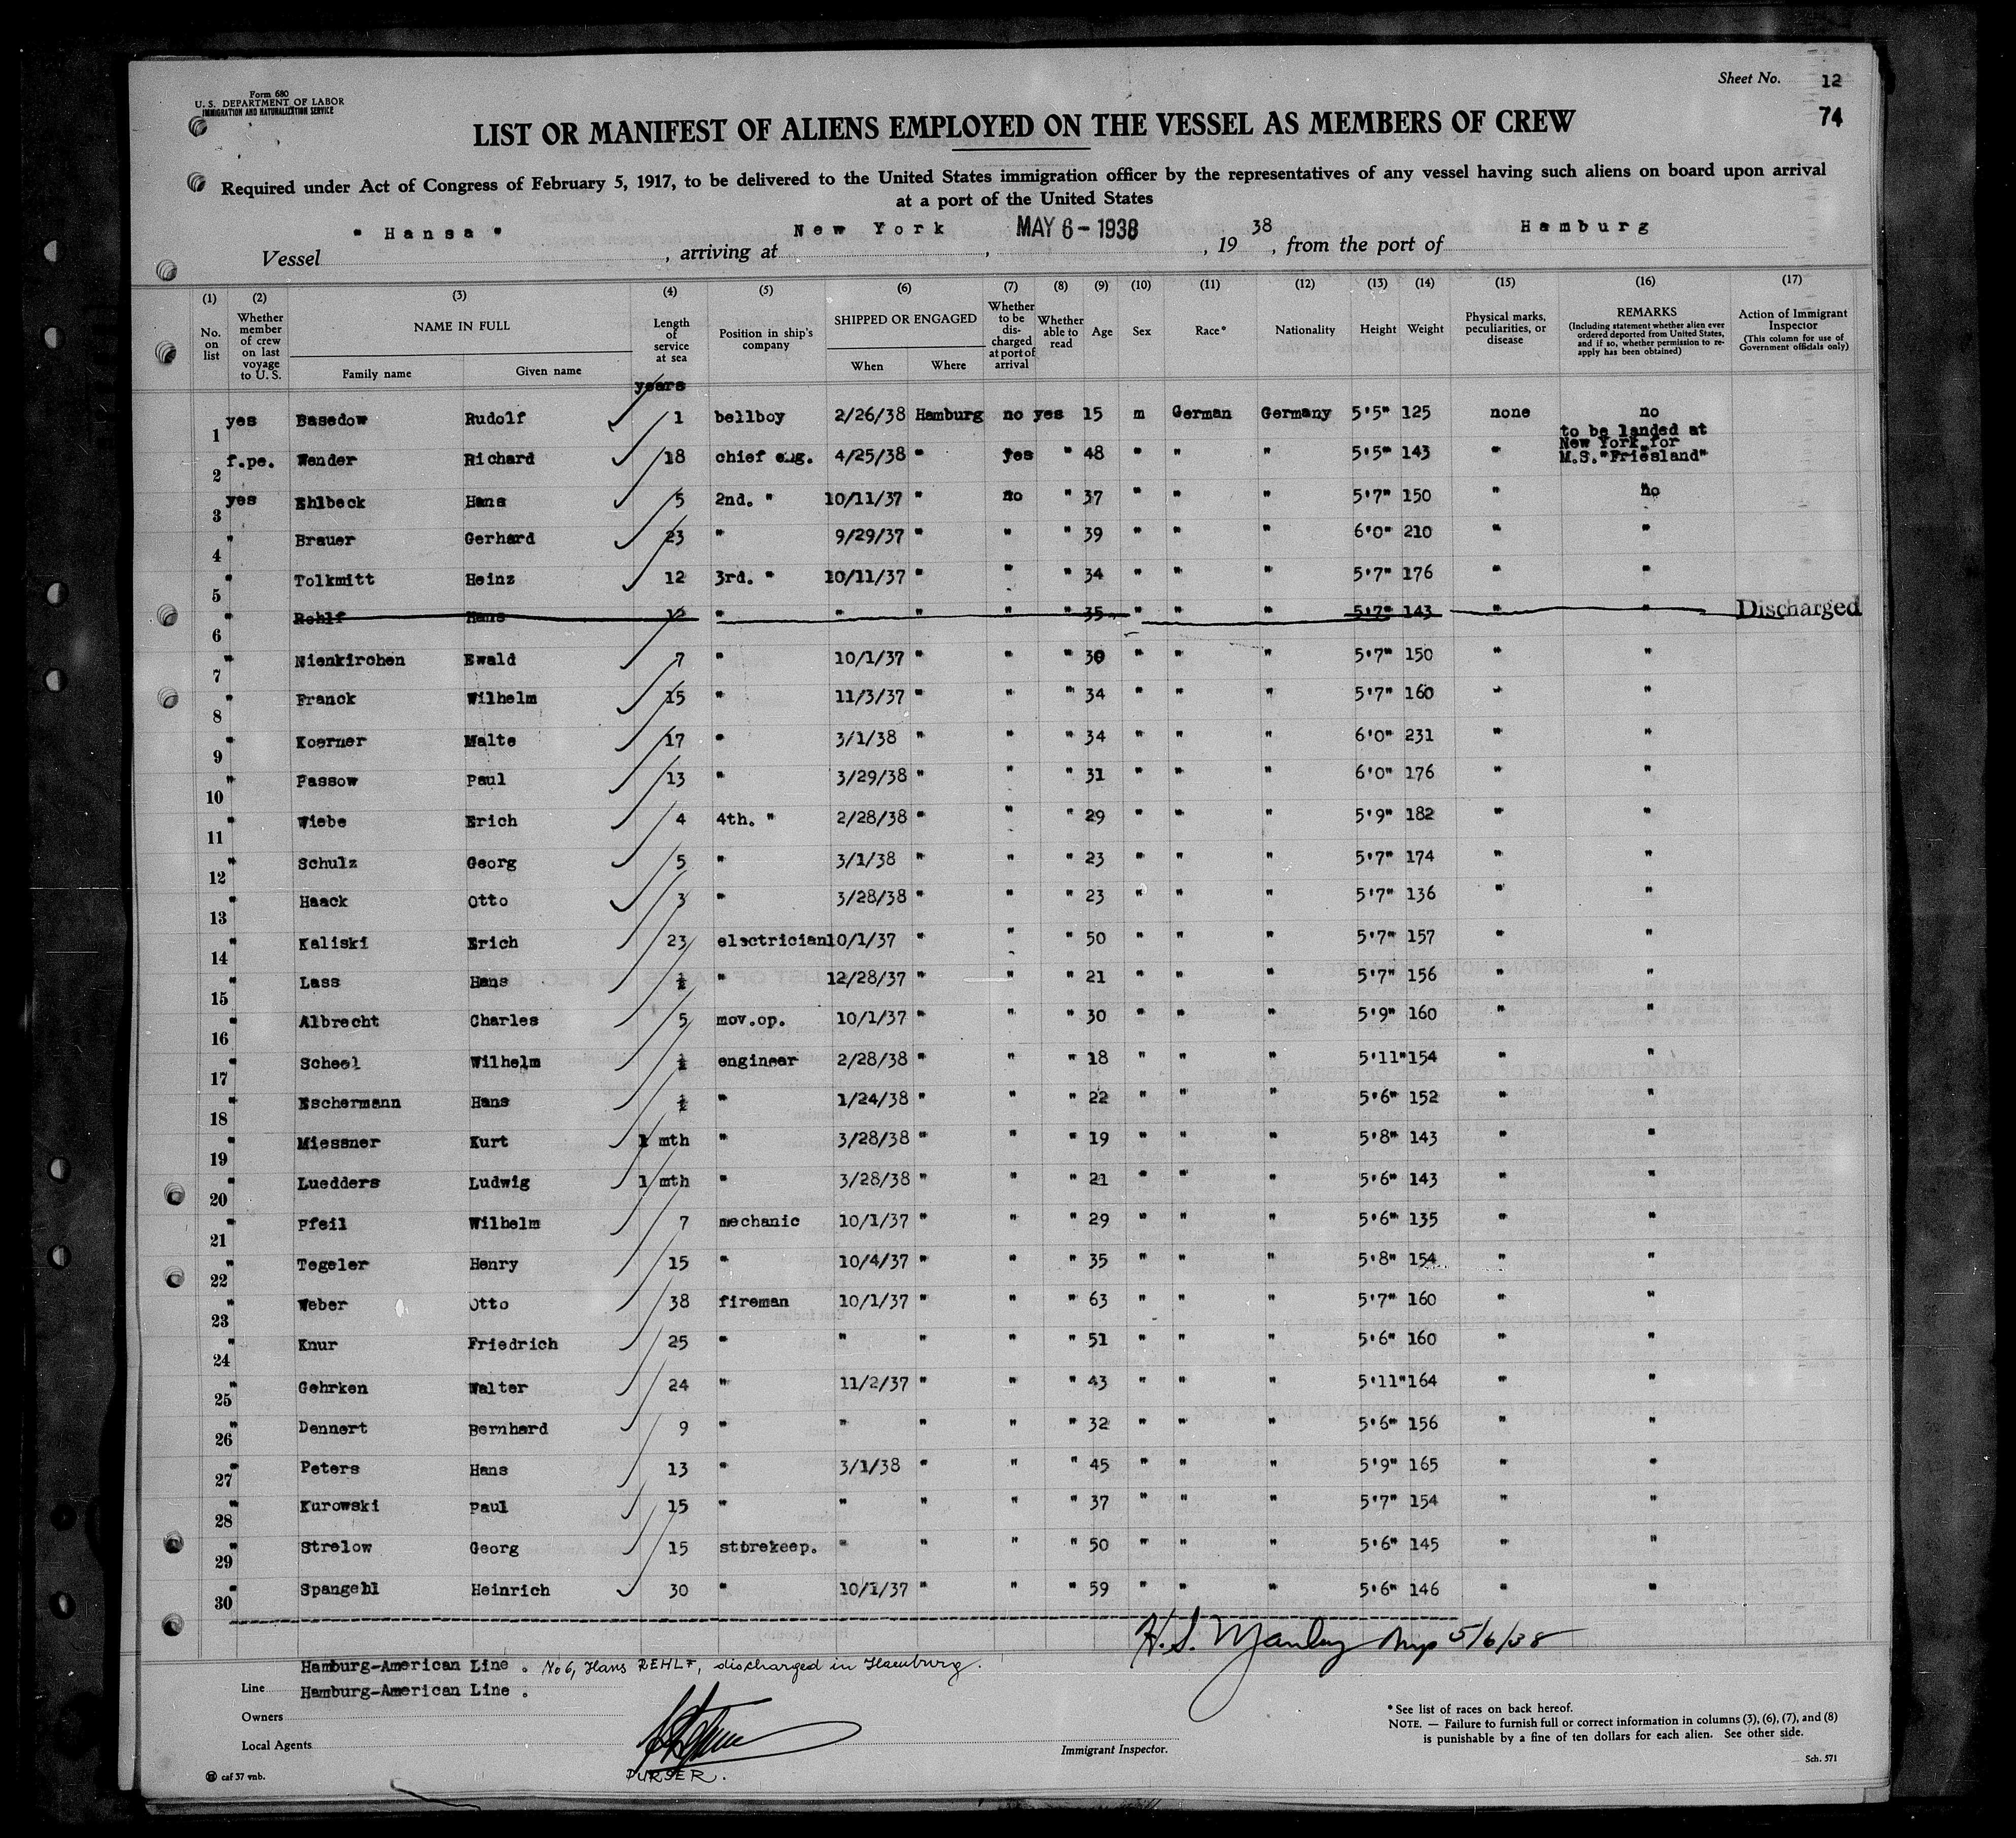 Form 680
U. S. DEPARTMENT OF LABOR
IMMIGRATION AND NATURALIZATION SERVICE
Sheet No. 12
74
LIST OR MANIFEST OF ALIENS EMPLOYED ON THE VESSEL AS MEMBERS OF CREW
Required under Act of Congress of February 5, 1917, to be delivered to the United States immigration officer by the representatives of any vessel having such aliens on board upon arrival
at a port of the United States
Vessel " Hansa ", arriving at New York, MAY 6 - 1938, 19 38, from the port of Hamburg
(1) (2) (3) (4) (5) (6) (7) (8) (9) (10) (11) (12) (13) (14) (15) (16) (17)
No. on list
Whether member of crew on last voyage to U. S.
NAME IN FULL
Family name Given name
Length of service at sea
Position in ship's company
SHIPPED OR ENGAGED
When Where
Whether to be discharged at port of arrival
Whether able to read
Age
Sex
Race*
Nationality
Height
Weight
Physical marks, peculiarities, or disease
REMARKS
(Including statement whether alien ever ordered deported from United States, and if so, whether permission to re-apply has been obtained)
Action of Immigrant Inspector
(This column for use of Government officials only)
years
1 yes Basedow Rudolf 1 bellboy 2/26/38 Hamburg no yes 15 m German Germany 5'5" 125 none no
2 f.pe. Wender Richard 18 chief eng. 4/25/38 " yes " 48 " " " 5'5" 143 " to be landed at New York for M.S."Friesland"
3 yes Ehlbeck Hans 5 2nd. " 10/11/37 " no " 37 " " " 5'7" 150 " no
4 " Brauer Gerhard 23 " 9/29/37 " " " 39 " " " 6'0" 210 " "
5 " Tolkmitt Heinz 12 3rd. " 10/11/37 " " " 34 " " " 5'7" 176 " "
6 " Rehlf Hans 12 " " " " " 35 " " " 5'7" 143 " " Discharged
7 " Nienkirchen Ewald 7 " 10/1/37 " " " 30 " " " 5'7" 150 " "
8 " Franck Wilhelm 15 " 11/3/37 " " " 34 " " " 5'7" 160 " "
9 " Koerner Malte 17 " 3/1/38 " " " 34 " " " 6'0" 231 " "
10 " Passow Paul 13 " 3/29/38 " " " 31 " " " 6'0" 176 " "
11 " Wiebe Erich 4 4th. " 2/28/38 " " " 29 " " " 5'9" 182 " "
12 " Schulz Georg 5 " 3/1/38 " " " 23 " " " 5'7" 174 " "
13 " Haack Otto 3 " 3/28/38 " " " 23 " " " 5'7" 136 " "
14 " Kaliski Erich 23 electrician 10/1/37 " " " 50 " " " 5'7" 157 " "
15 " Lass Hans ½ " 12/28/37 " " " 21 " " " 5'7" 156 " "
16 " Albrecht Charles 5 mov.op. 10/1/37 " " " 30 " " " 5'9" 160 " "
17 " Scheel Wilhelm ½ engineer 2/28/38 " " " 18 " " " 5'11" 154 " "
18 " Eschermann Hans ½ " 1/24/38 " " " 22 " " " 5'6" 152 " "
19 " Miessner Kurt 1 mth " 3/28/38 " " " 19 " " " 5'8" 143 " "
20 " Luedders Ludwig 1 mth " 3/28/38 " " " 21 " " " 5'6" 143 " "
21 " Pfeil Wilhelm 7 mechanic 10/1/37 " " " 29 " " " 5'6" 135 " "
22 " Tegeler Henry 15 " 10/4/37 " " " 35 " " " 5'8" 154 " "
23 " Weber Otto 38 fireman 10/1/37 " " " 63 " " " 5'7" 160 " "
24 " Knur Friedrich 25 " " " " " 51 " " " 5'6" 160 " "
25 " Gehrken Walter 24 " 11/2/37 " " " 43 " " " 5'11" 164 " "
26 " Dennert Bernhard 9 " " " " " 32 " " " 5'6" 156 " "
27 " Peters Hans 13 " 3/1/38 " " " 45 " " " 5'9" 165 " "
28 " Kurowski Paul 15 " " " " " 37 " " " 5'7" 154 " "
29 " Strelow Georg 15 storekeep. " " " " 50 " " " 5'6" 145 " "
30 " Spangehl Heinrich 30 " 10/1/37 " " " 59 " " " 5'6" 146 " "
H. S. Manley Insp 5/6/38
Hamburg-American Line . No 6, Hans REHLF, discharged in Hamburg.
Line
Hamburg-American Line .
Owners
Local Agents
PURSER.
Immigrant Inspector.
* See list of races on back hereof.
NOTE. — Failure to furnish full or correct information in columns (3), (6), (7), and (8)
is punishable by a fine of ten dollars for each alien. See other side.
caf 37 vnb.
Sch. 571